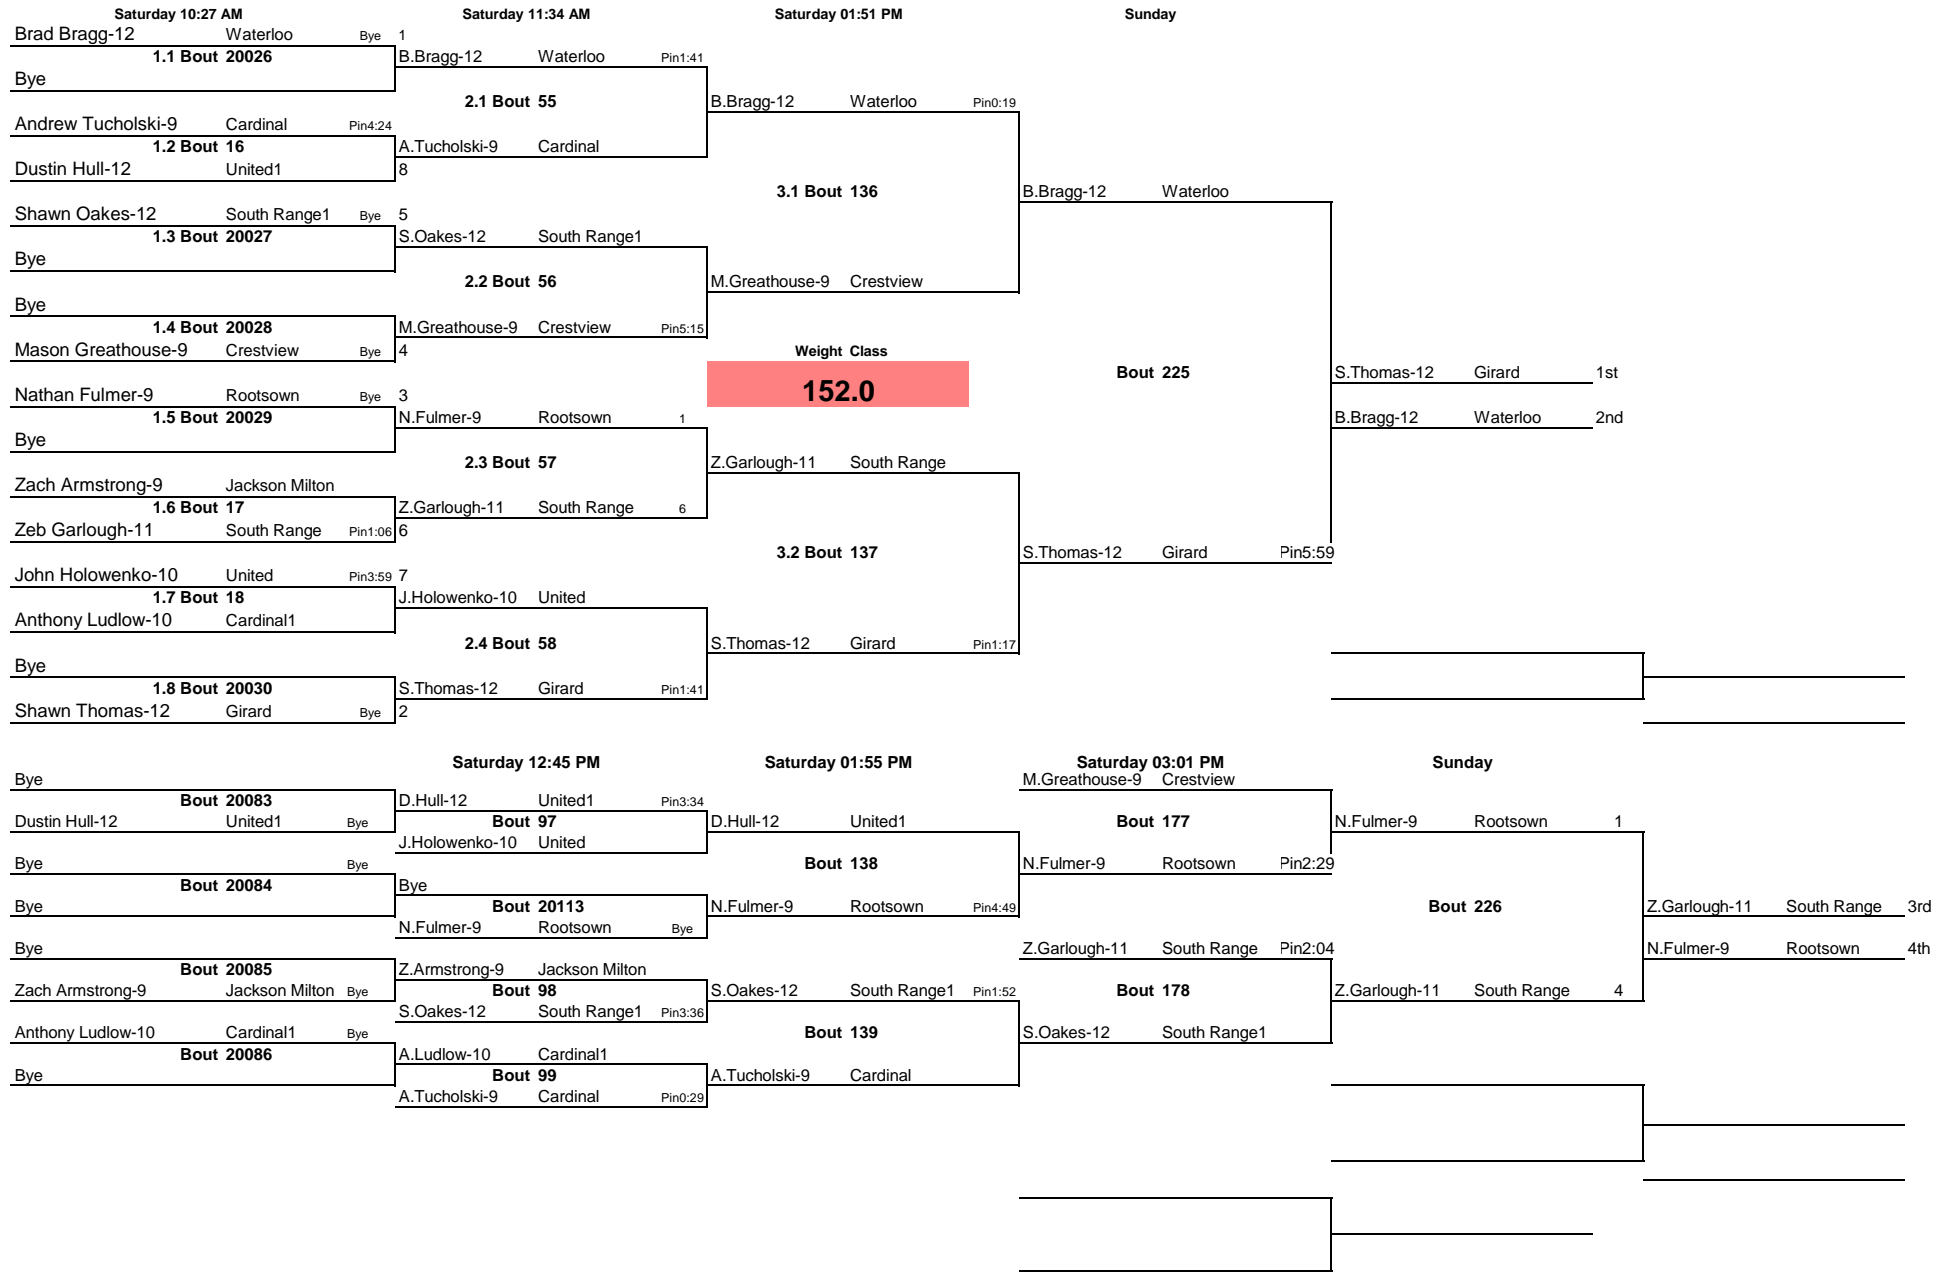 Saturday 10:27 AM Saturday 11:34 AM Saturday 01:51 PM Sunday
Brad Bragg-12 Waterloo Bye 1
1.1 Bout 20026 B.Bragg-12 Waterloo Pin1:41
Bye
2.1 Bout 55 B.Bragg-12 Waterloo Pin0:19
Andrew Tucholski-9 Cardinal Pin4:24
1.2 Bout 16 A.Tucholski-9 Cardinal
Dustin Hull-12 United1 8
3.1 Bout 136 B.Bragg-12 Waterloo
Shawn Oakes-12 South Range1 Bye 5
1.3 Bout 20027 S.Oakes-12 South Range1
Bye
2.2 Bout 56 M.Greathouse-9 Crestview
Bye
1.4 Bout 20028 M.Greathouse-9 Crestview Pin5:15
Mason Greathouse-9 Crestview Bye 4 Weight Class
Bout 225 S.Thomas-12 Girard 1st
Nathan Fulmer-9 Rootsown Bye 3 152.0
1.5 Bout 20029 N.Fulmer-9 Rootsown 1 B.Bragg-12 Waterloo 2nd
Bye
2.3 Bout 57 Z.Garlough-11 South Range
Zach Armstrong-9 Jackson Milton
1.6 Bout 17 Z.Garlough-11 South Range 6
Zeb Garlough-11 South Range Pin1:06 6
3.2 Bout 137 S.Thomas-12 Girard Pin5:59
John Holowenko-10 United Pin3:59 7
1.7 Bout 18 J.Holowenko-10 United
Anthony Ludlow-10 Cardinal1
2.4 Bout 58 S.Thomas-12 Girard Pin1:17
Bye
1.8 Bout 20030 S.Thomas-12 Girard Pin1:41
Shawn Thomas-12 Girard Bye 2
Saturday 12:45 PM Saturday 01:55 PM Saturday 03:01 PM Sunday
Bye M.Greathouse-9 Crestview
Bout 20083 D.Hull-12 United1 Pin3:34
Dustin Hull-12 United1 Bye Bout 97 D.Hull-12 United1 Bout 177 N.Fulmer-9 Rootsown 1
J.Holowenko-10 United
Bye Bye Bout 138 N.Fulmer-9 Rootsown Pin2:29
Bout 20084 Bye
Bye Bout 20113 N.Fulmer-9 Rootsown Pin4:49 Bout 226 Z.Garlough-11 South Range 3rd
N.Fulmer-9 Rootsown Bye
Bye Z.Garlough-11 South Range Pin2:04 N.Fulmer-9 Rootsown 4th
Bout 20085 Z.Armstrong-9 Jackson Milton
Zach Armstrong-9 Jackson Milton Bye Bout 98 S.Oakes-12 South Range1 Pin1:52 Bout 178 Z.Garlough-11 South Range 4
S.Oakes-12 South Range1 Pin3:36
Anthony Ludlow-10 Cardinal1 Bye Bout 139 S.Oakes-12 South Range1
Bout 20086 A.Ludlow-10 Cardinal1
Bye Bout 99 A.Tucholski-9 Cardinal
A.Tucholski-9 Cardinal Pin0:29